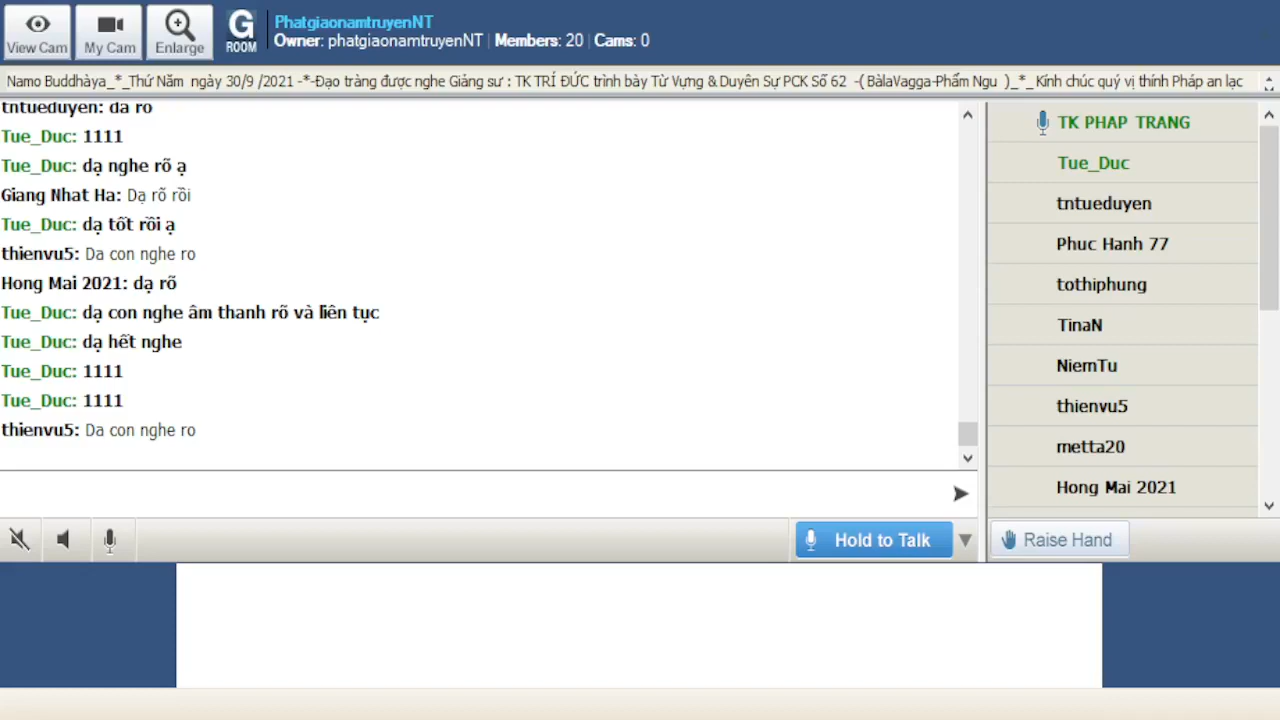 View Cam
My Cam
Enlarge
G
ROOM
PhatgiaonamtruyenNT
Owner: phatgiaonamtruyenNT | Members: 20 | Cams: 0
Namo Buddhàya_*_Thứ Năm ngày 30/9 /2021 -*-Đạo tràng được nghe Giảng sư : TK TRÍ ĐỨC trình bày Từ Vựng & Duyên Sự PCK Số 62 -( BàlaVagga-Phẩm Ngu )_*_ Kính chúc quý vị thính Pháp an lạc
tntueduyen: da ro
Tue_Duc: 1111
Tue_Duc: dạ nghe rõ ạ
Giang Nhat Ha: Dạ rõ rồi
Tue_Duc: dạ tốt rồi ạ
thienvu5: Da con nghe ro
Hong Mai 2021: dạ rõ
Tue_Duc: dạ con nghe âm thanh rõ và liên tục
Tue_Duc: dạ hết nghe
Tue_Duc: 1111
Tue_Duc: 1111
thienvu5: Da con nghe ro
TK PHAP TRANG
Tue_Duc
tntueduyen
Phuc Hanh 77
tothiphung
TinaN
NiemTu
thienvu5
metta20
Hong Mai 2021
Hold to Talk
Raise Hand